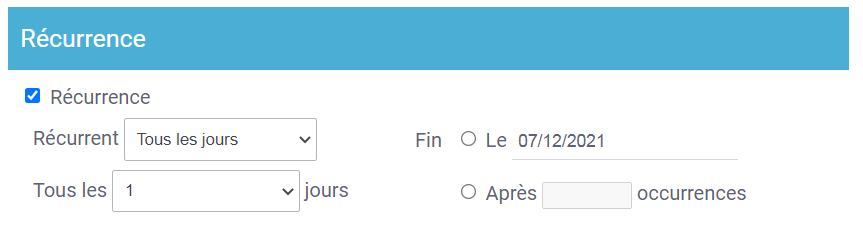 Récurrence
Récurrence
Récurrent Tous les jours Fin Le 07/12/2021
Tous les 1 jours Après occurrences